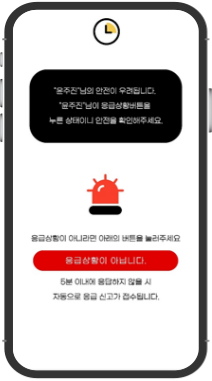 "윤주진"님의 안전이 우려됩니다.
"윤주진"님이 응급상황버튼을
누른 상태이니 안전을 확인해주세요.
응급상황이 아니라면 아래의 버튼을 눌러주세요
응급상황이 아닙니다.
5분 이내에 응답하지 않을 시
자동으로 응급 신고가 접수됩니다.